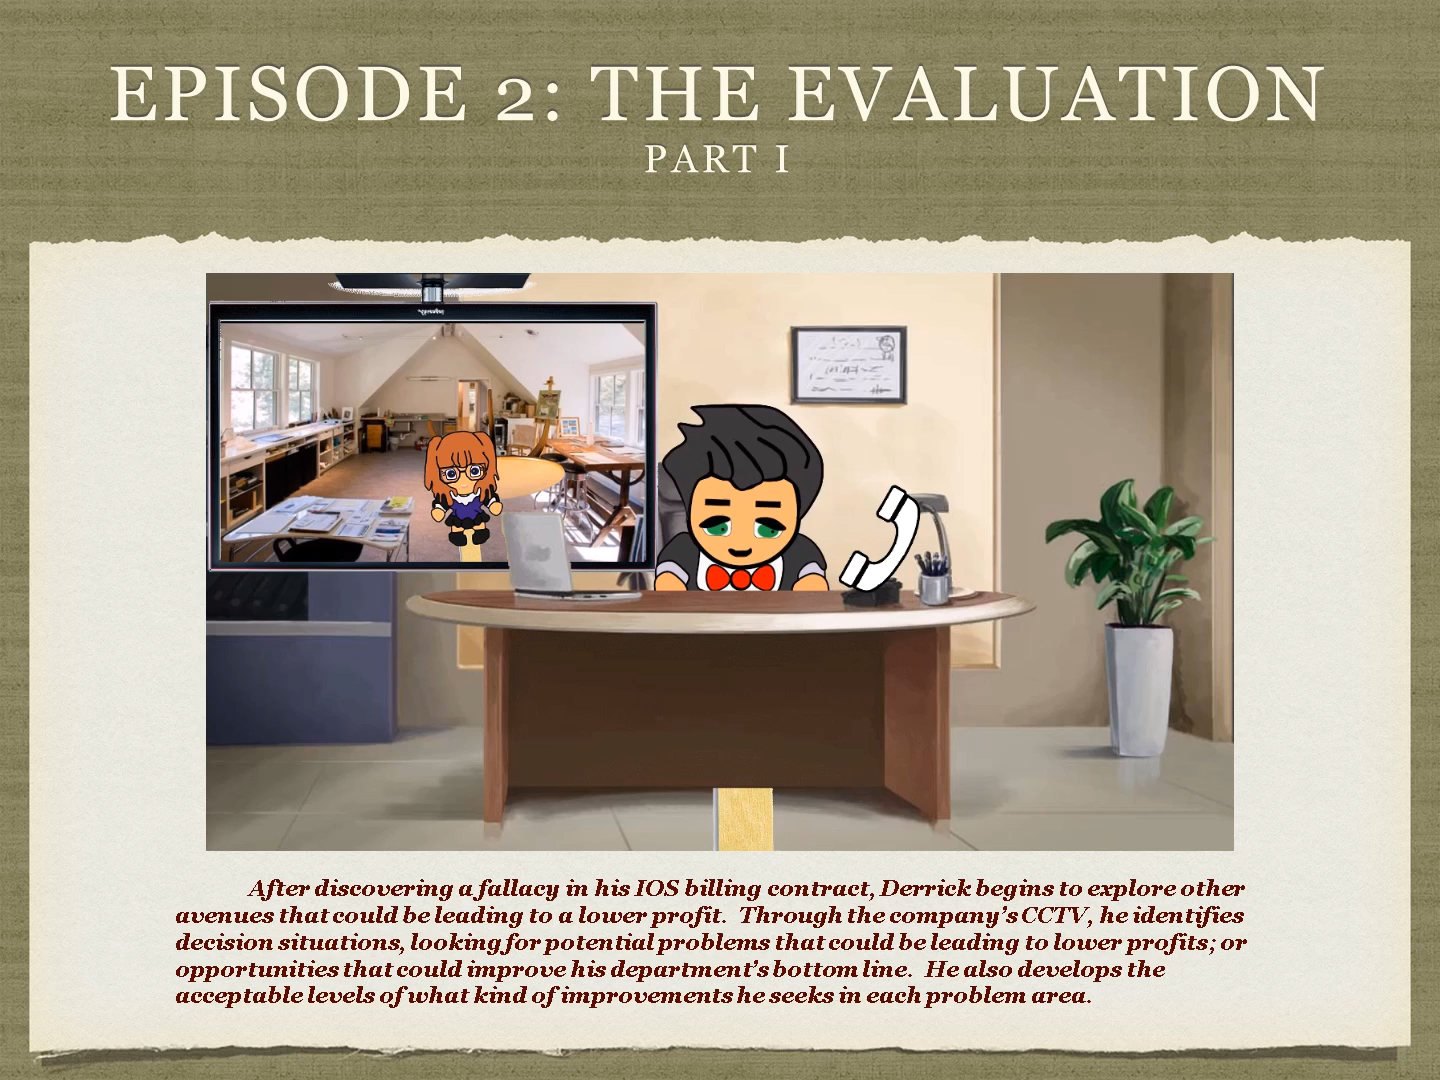 EPISODE 2: THE EVALUATION
PART I
After discovering a fallacy in his IOS billing contract, Derrick begins to explore other
avenues that could be leading to a lower profit. Through the company's CCTV, he identifies
decision situations, looking for potential problems that could be leading to lower profits; or
opportunities that could improve his department's bottom line. He also develops the
acceptable levels of what kind of improvements he seeks in each problem area.